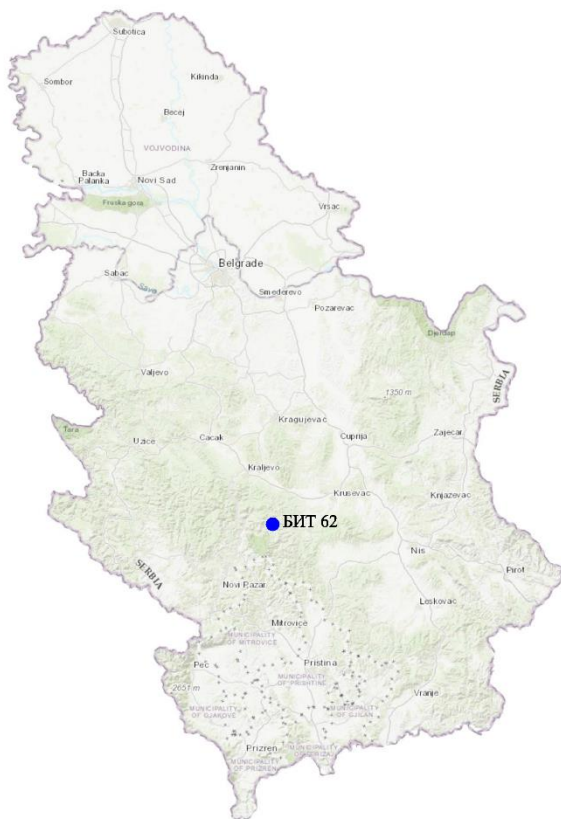 Subotica
Sombor
Kikinda
Becej
VOJVODINA
Zrenjanin
Backa
Palanka
Novi Sad
Fruska gora
Vrsac
Belgrade
Sabac
Sava
Smederevo
Pozarevac
Djerdap
Valjevo
1350 m
SERBIA
Kragujevac
Tara
Uzice
Cacak
Cuprija
Zajecar
Kraljevo
Krusevac
Knjazevac
БИТ 62
Nis
Pirot
SERBIA
Novi Pazar
Leskovac
Mitrovice
MUNICIPALITY
OF MITROVICE
Pec
Pristina
MUNICIPALITY
OF PRISHTINE
2651 m
Vranje
MUNICIPALITY
OF GJAKOVE
MUNICIPALITY
OF GJILAN
Prizren
MUNICIPALITY
OF PRIZREN
MUNICIPALITY